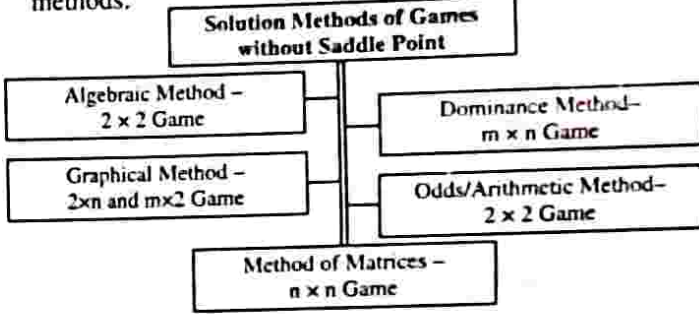 methods.
Solution Methods of Games
without Saddle Point
Algebraic Method –
2 × 2 Game
Dominance Method–
m × n Game
Graphical Method –
2×n and m×2 Game
Odds/Arithmetic Method–
2 × 2 Game
Method of Matrices –
n × n Game